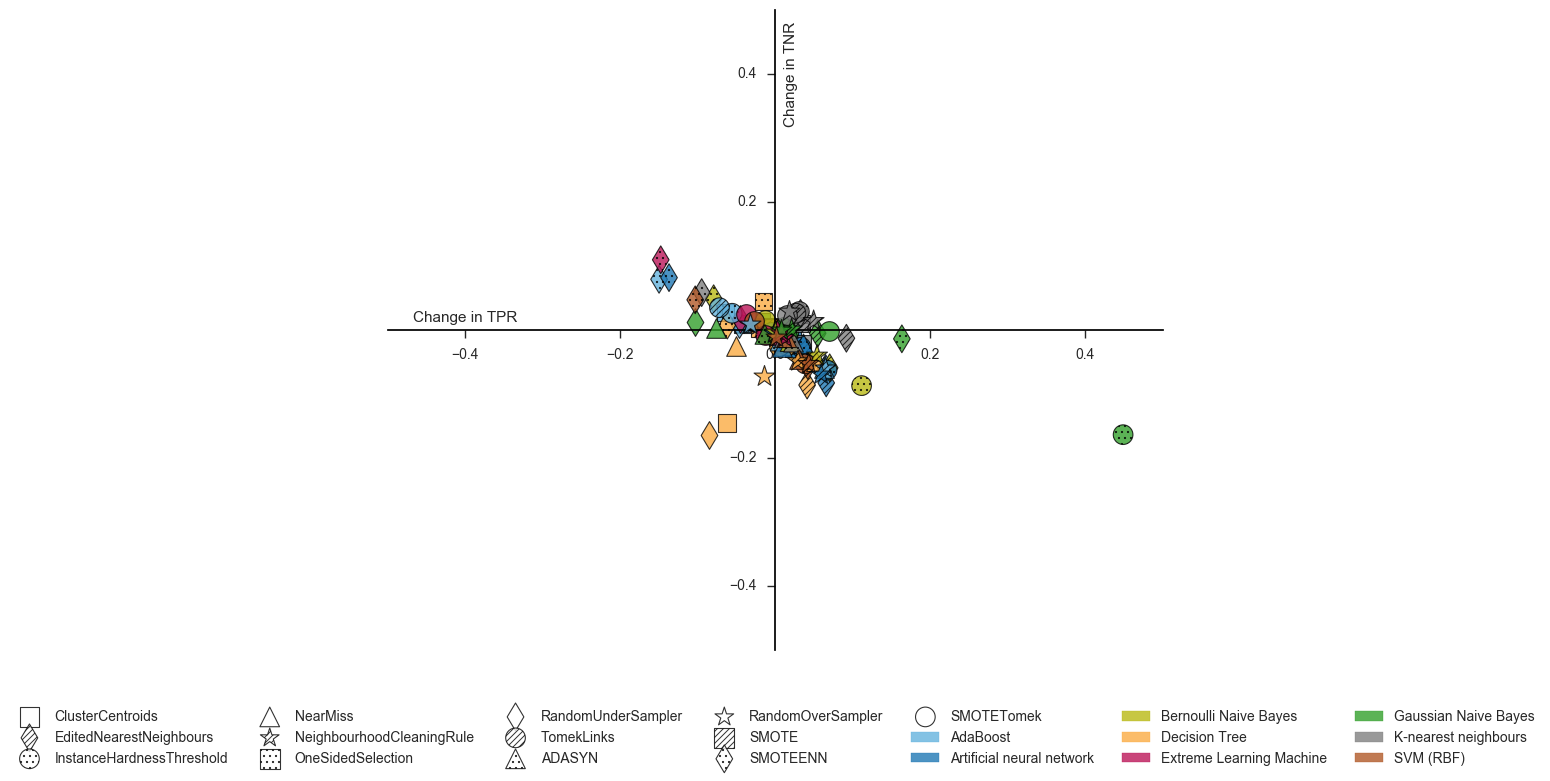 Change in TNR
0.4
0.2
Change in TPR
−0.4 −0.2 0.2 0.4
−0.2
−0.4
ClusterCentroids NearMiss RandomUnderSampler RandomOverSampler SMOTETomek Bernoulli Naive Bayes Gaussian Naive Bayes
EditedNearestNeighbours NeighbourhoodCleaningRule TomekLinks SMOTE AdaBoost Decision Tree K-nearest neighbours
InstanceHardnessThreshold OneSidedSelection ADASYN SMOTEENN Artificial neural network Extreme Learning Machine SVM (RBF)